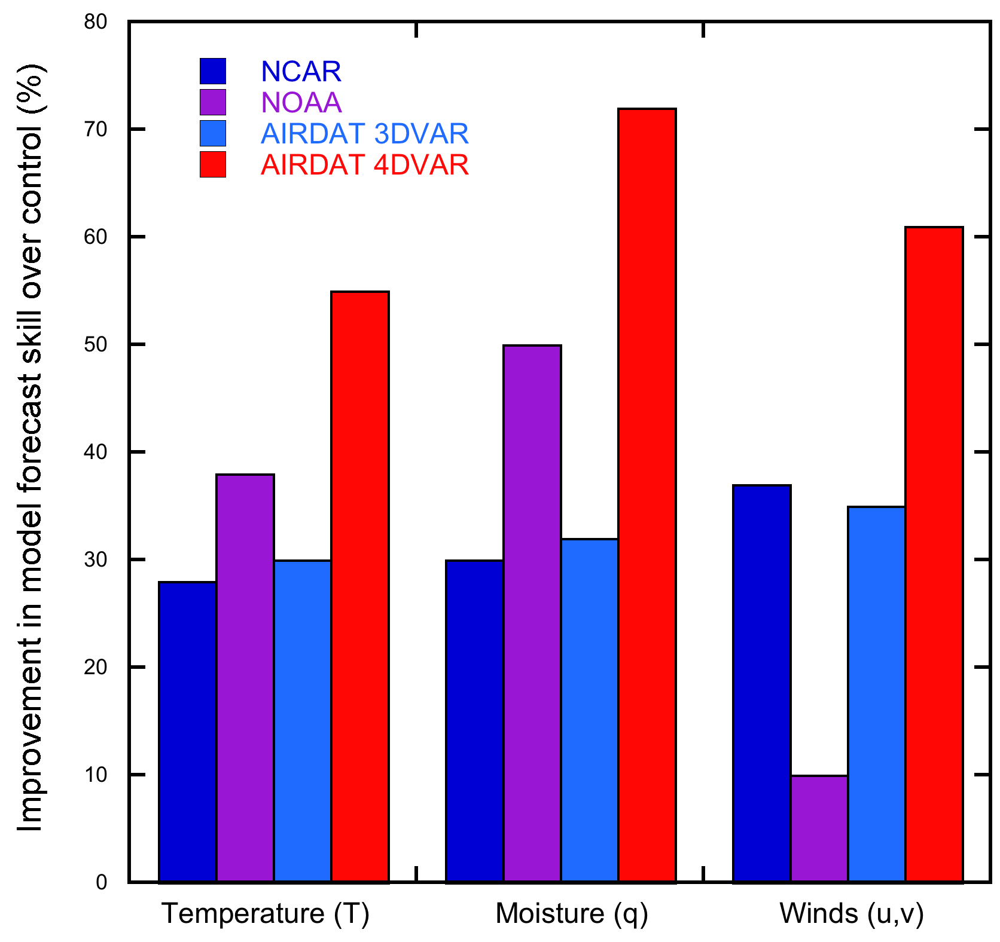 Improvement in model forecast skill over control (%)
80
70
60
50
40
30
20
10
0
NCAR
NOAA
AIRDAT 3DVAR
AIRDAT 4DVAR
Temperature (T)
Moisture (q)
Winds (u,v)